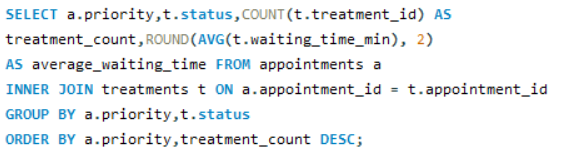 SELECT a.priority,t.status,COUNT(t.treatment_id) AS
treatment_count,ROUND(AVG(t.waiting_time_min), 2)
AS average_waiting_time FROM appointments a
INNER JOIN treatments t ON a.appointment_id = t.appointment_id
GROUP BY a.priority,t.status
ORDER BY a.priority,treatment_count DESC;